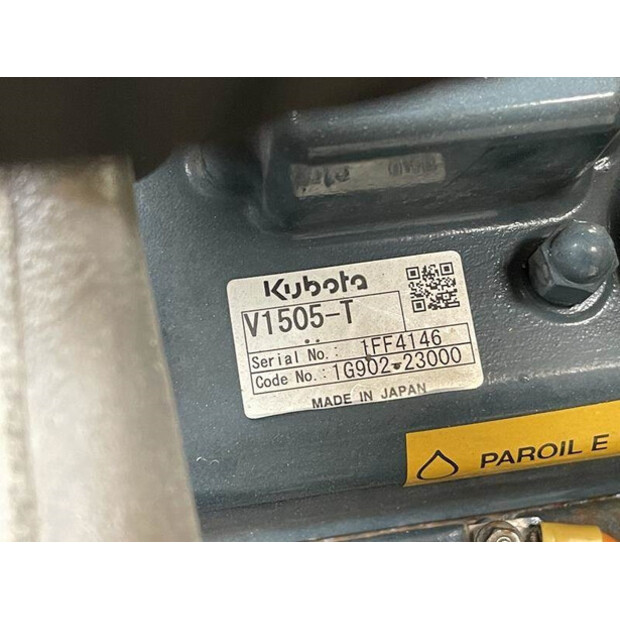 Kubota
V1505-T
Serial No.: 1FF4146
Code No.: 1G902-23000
MADE IN JAPAN
PAROIL E